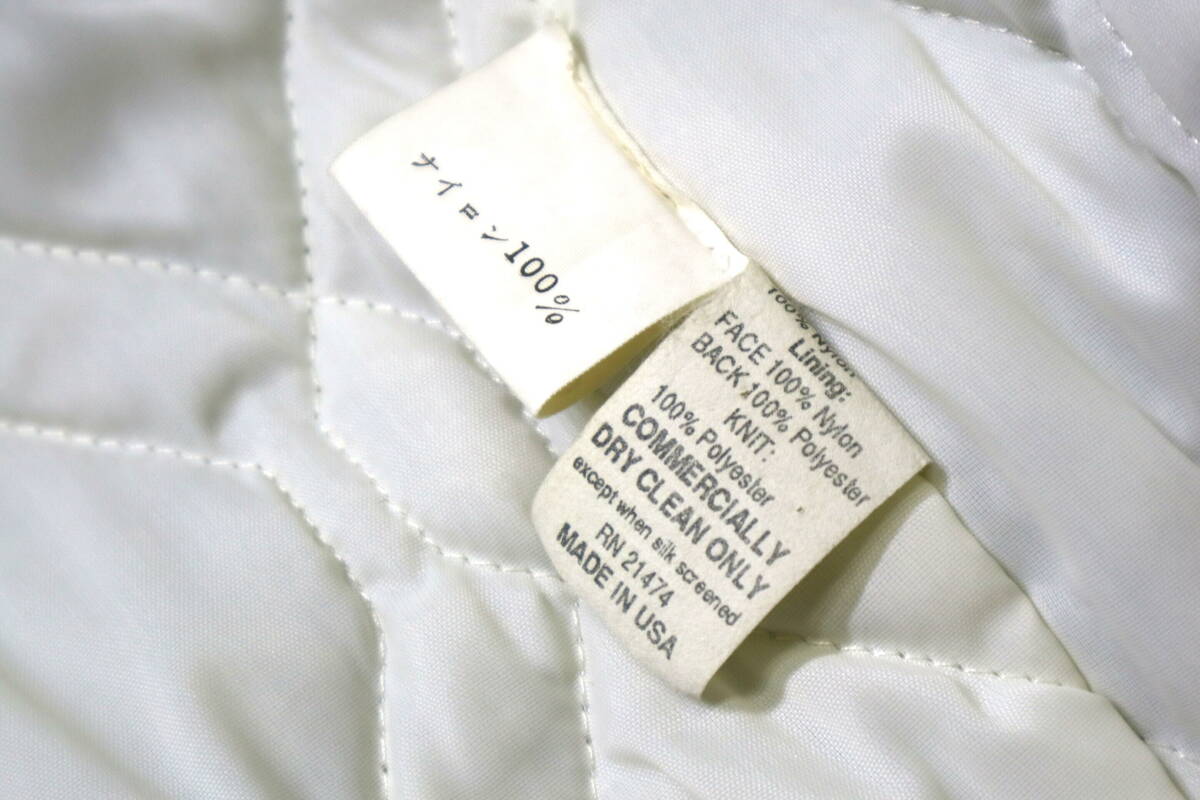 ナイロン100%
100% Nylon
Lining:
FACE 100% Nylon
BACK 100% Polyester
KNIT:
100% Polyester
COMMERCIALLY
DRY CLEAN ONLY
except when silk screened
RN 21474
MADE IN USA